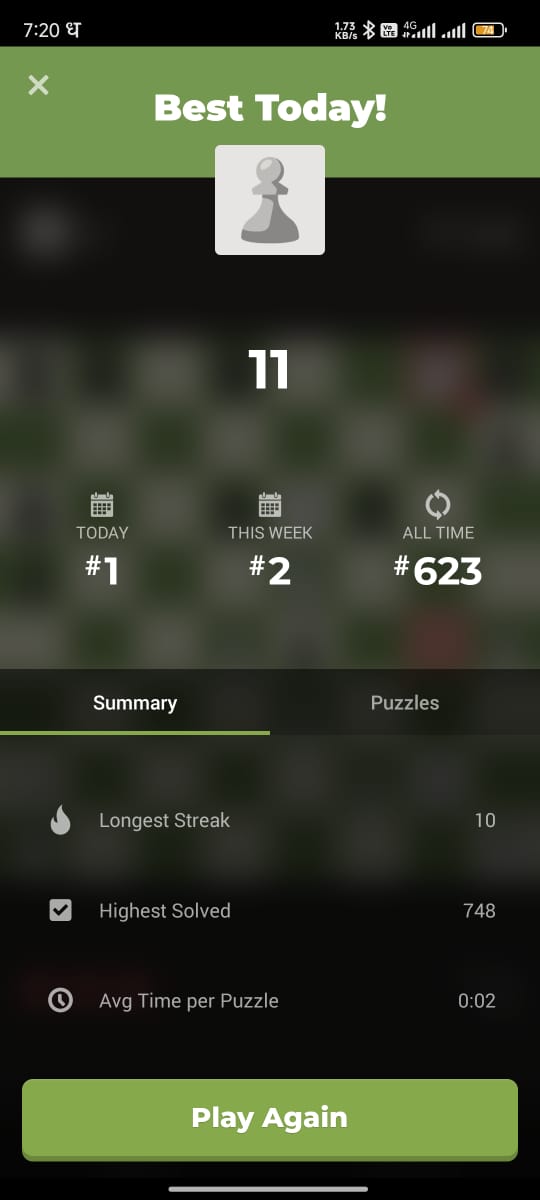 7:20 ध 1.73 KB/s Vo LTE 4G 74
Best Today!
11
TODAY THIS WEEK ALL TIME
#1 #2 #623
Summary Puzzles
Longest Streak 10
Highest Solved 748
Avg Time per Puzzle 0:02
Play Again